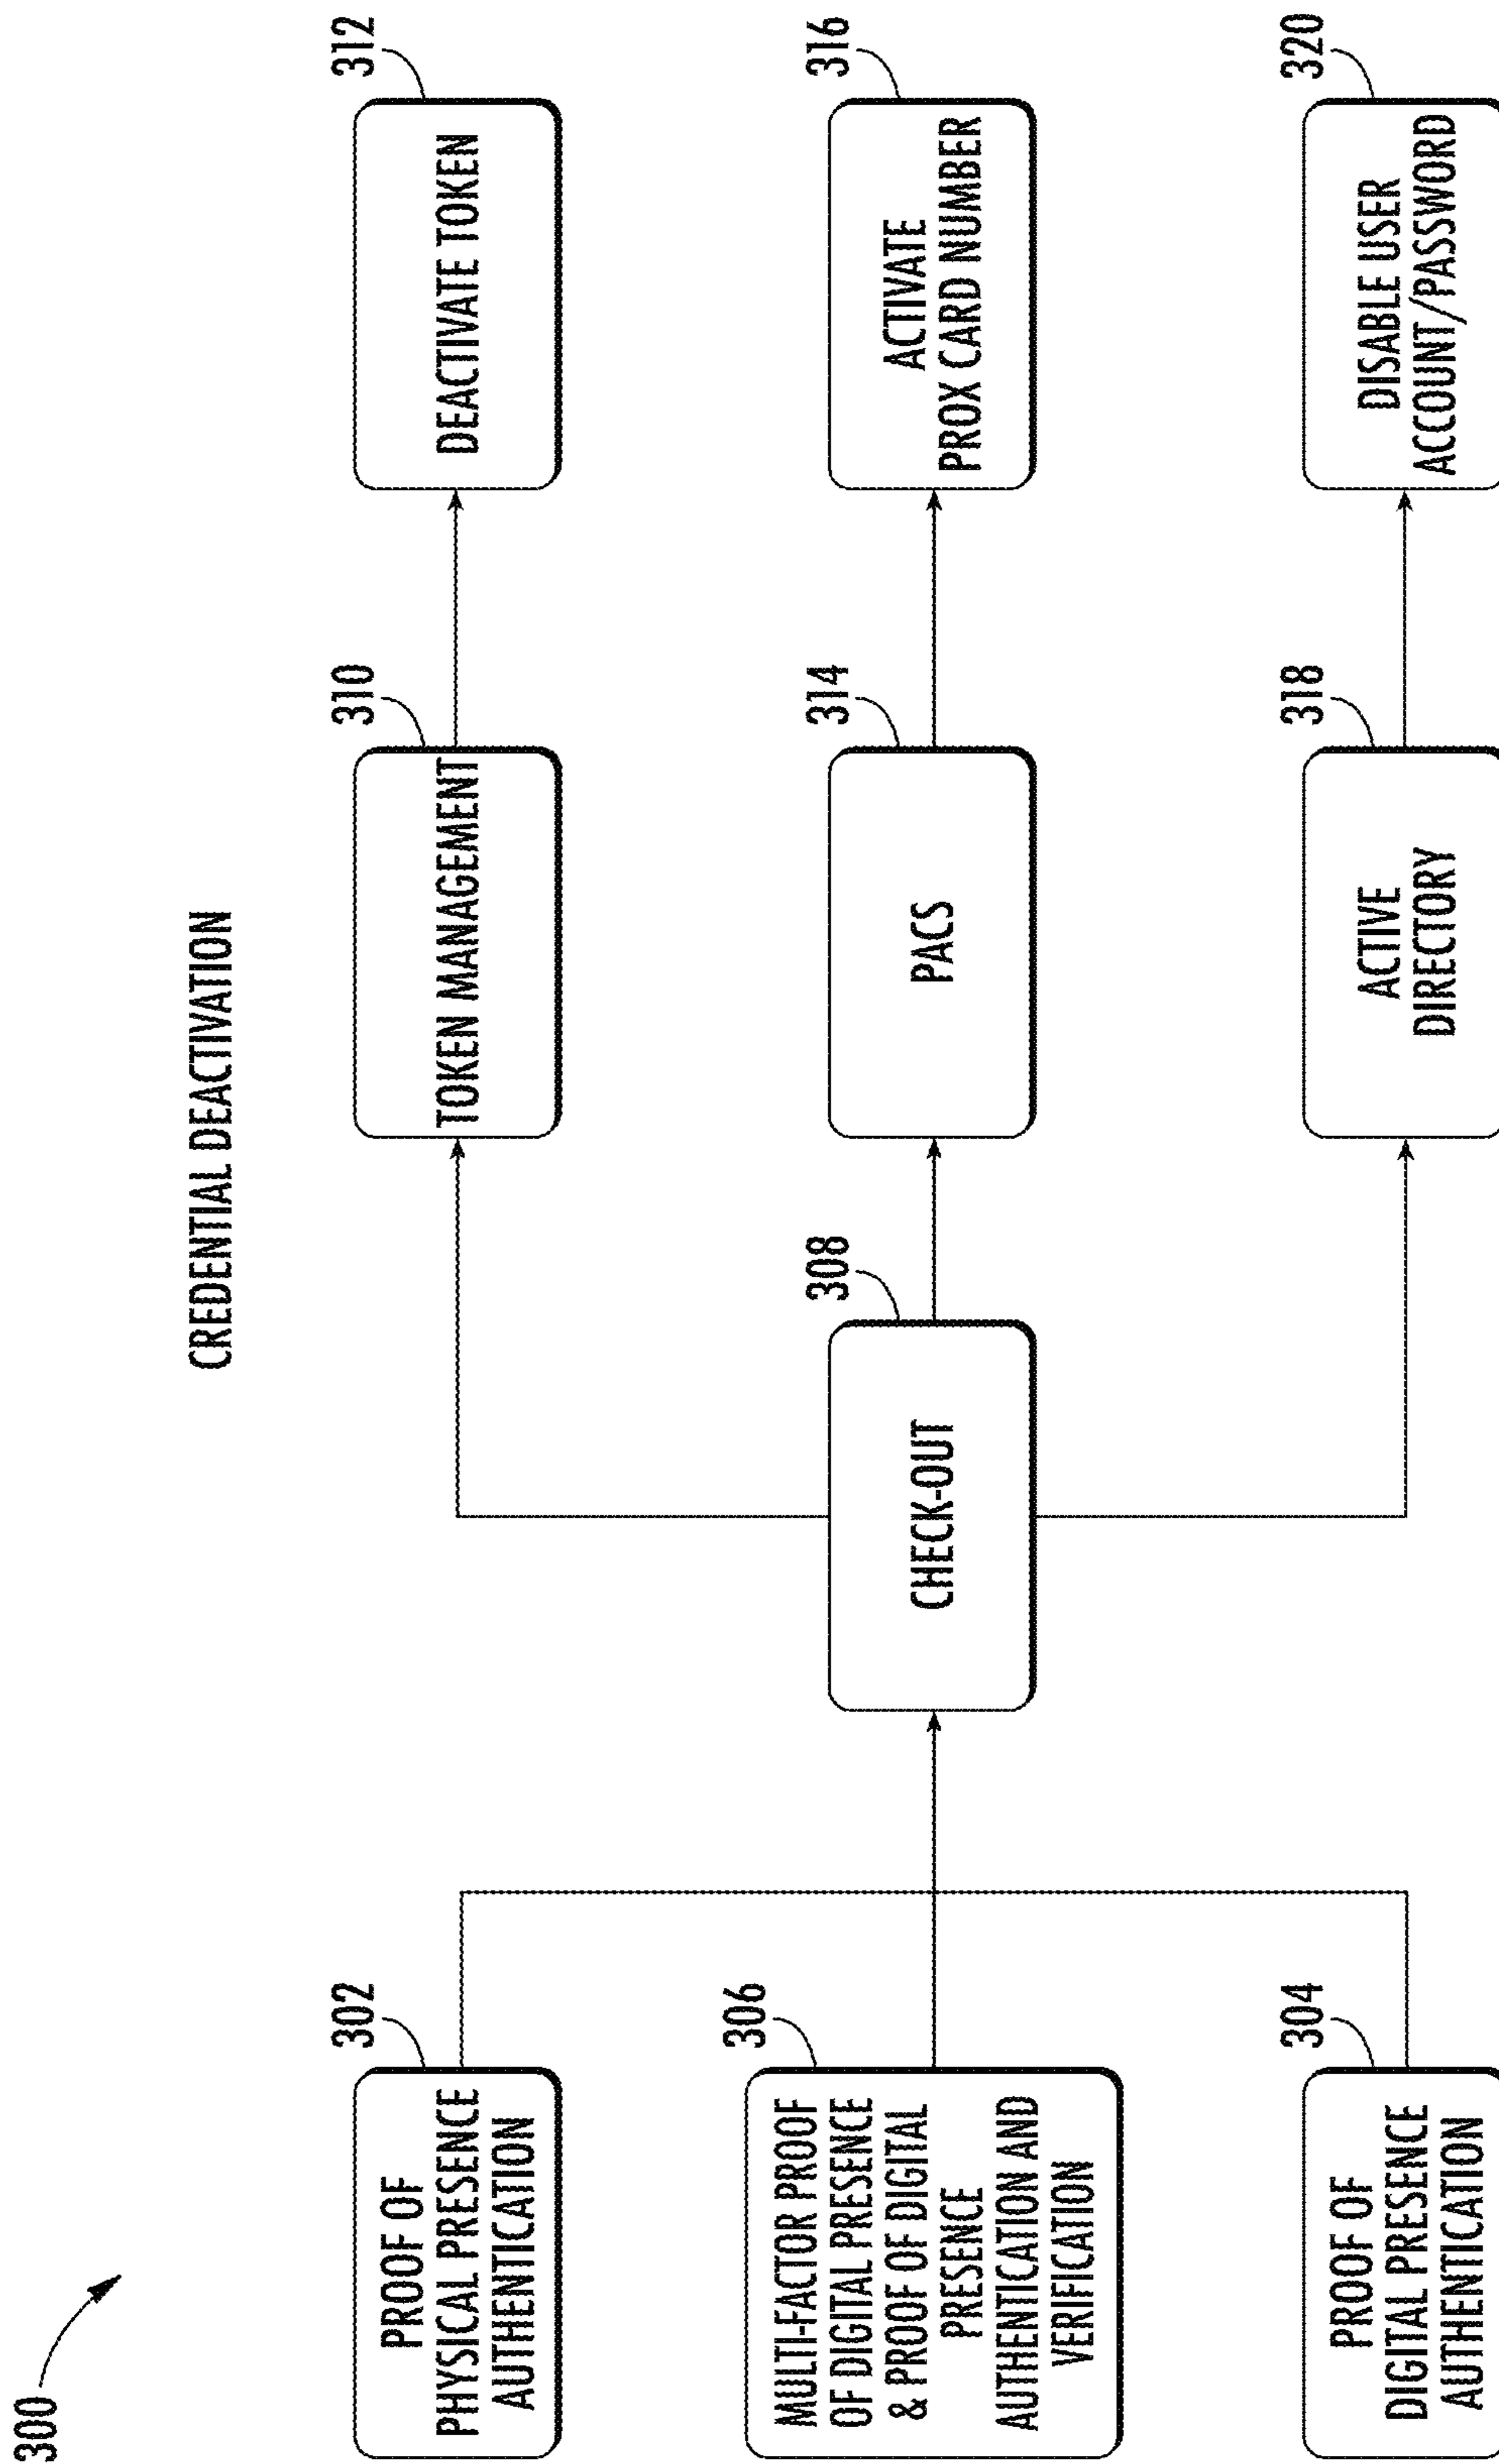 300
CREDENTIAL DEACTIVATION
302
PROOF OF
PHYSICAL PRESENCE
AUTHENTICATION
306
MULTI-FACTOR PROOF
OF DIGITAL PRESENCE
& PROOF OF DIGITAL
PRESENCE
AUTHENTICATION AND
VERIFICATION
304
PROOF OF
DIGITAL PRESENCE
AUTHENTICATION
308
CHECK-OUT
310
TOKEN MANAGEMENT
314
PACS
318
ACTIVE
DIRECTORY
312
DEACTIVATE TOKEN
316
ACTIVATE
PROX CARD NUMBER
320
DISABLE USER
ACCOUNT/PASSWORD